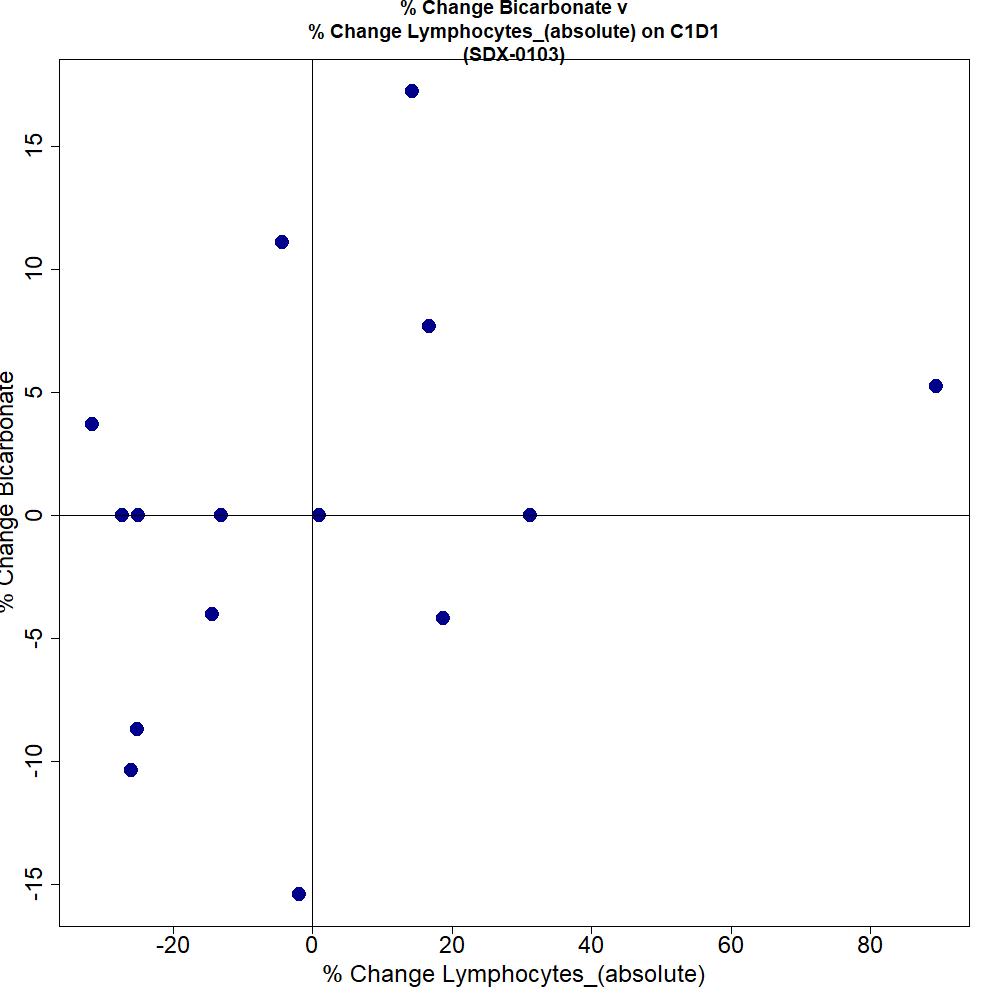 % Change Bicarbonate v
% Change Lymphocytes_(absolute) on C1D1
(SDX-0103)
% Change Bicarbonate
15
10
5
0
-5
-10
-15
-20
0
20
40
60
80
% Change Lymphocytes_(absolute)